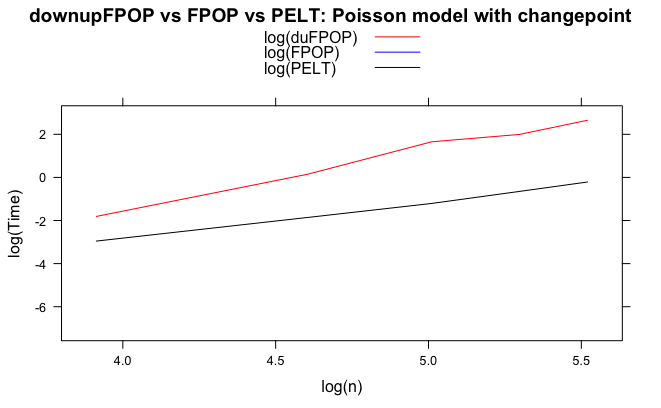 downupFPOP vs FPOP vs PELT: Poisson model with changepoint
log(duFPOP)
log(FPOP)
log(PELT)
2
0
-2
-4
-6
log(Time)
4.0 4.5 5.0 5.5
log(n)